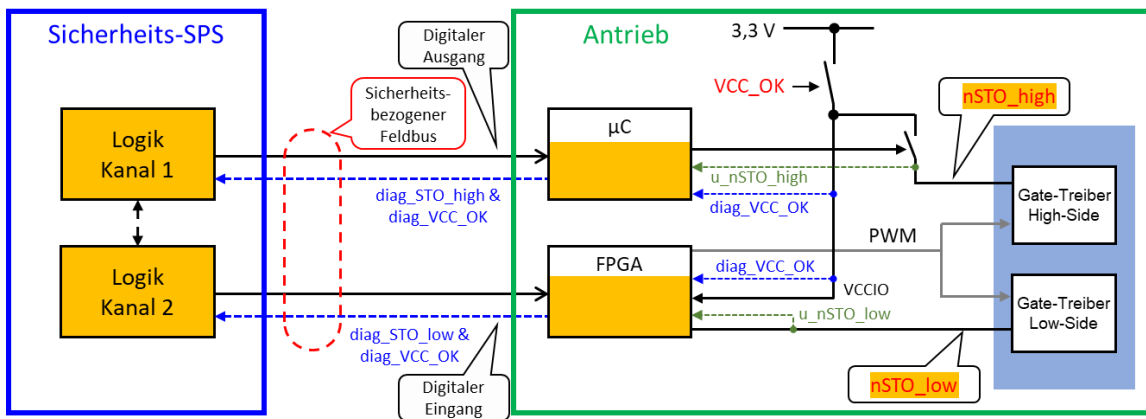 Sicherheits-SPS
Digitaler
Ausgang
Antrieb
3,3 V
VCC_OK
nSTO_high
Sicherheits-
bezogener
Feldbus
Logik
Kanal 1
µC
u_nSTO_high
diag_STO_high &
diag_VCC_OK
diag_VCC_OK
Gate-Treiber
High-Side
PWM
Logik
Kanal 2
FPGA
diag_VCC_OK
VCCIO
u_nSTO_low
Gate-Treiber
Low-Side
diag_STO_low &
diag_VCC_OK
Digitaler
Eingang
nSTO_low